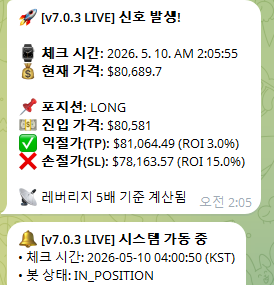 🚀 [v7.0.3 LIVE] 신호 발생!
⌚ 체크 시간: 2026. 5. 10. AM 2:05:55
💰 현재 가격: $80,689.7
📌 포지션: LONG
💵 진입 가격: $80,581
✅ 익절가(TP): $81,064.49 (ROI 3.0%)
❌ 손절가(SL): $78,163.57 (ROI 15.0%)
📡 레버리지 5배 기준 계산됨
오전 2:05
🔔 [v7.0.3 LIVE] 시스템 가동 중
• 체크 시간: 2026-05-10 04:00:50 (KST)
• 봇 상태: IN_POSITION